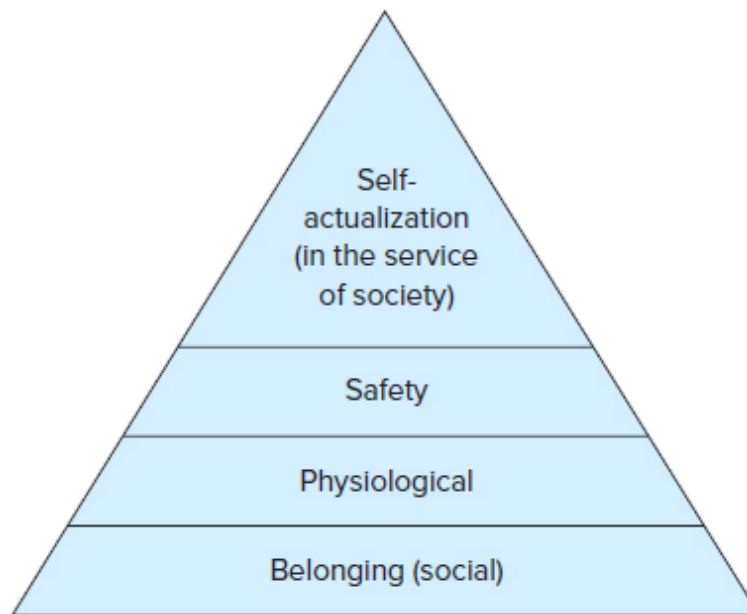 Self-
actualization
(in the service
of society)
Safety
Physiological
Belonging (social)